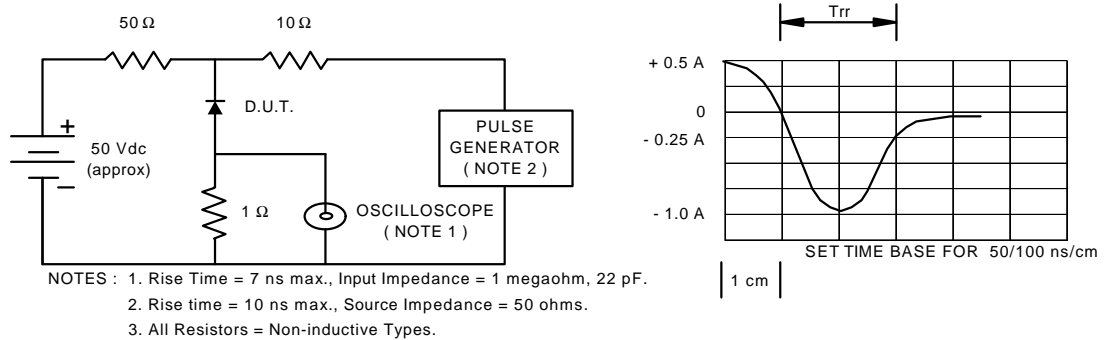 50 Ω
10 Ω
D.U.T.
+
50 Vdc
(approx)
−
1 Ω
OSCILLOSCOPE
( NOTE 1 )
PULSE
GENERATOR
( NOTE 2 )
NOTES : 1. Rise Time = 7 ns max., Input Impedance = 1 megaohm, 22 pF.
2. Rise time = 10 ns max., Source Impedance = 50 ohms.
3. All Resistors = Non-inductive Types.
Trr
+ 0.5 A
0
- 0.25 A
- 1.0 A
SET TIME BASE FOR 50/100 ns/cm
1 cm